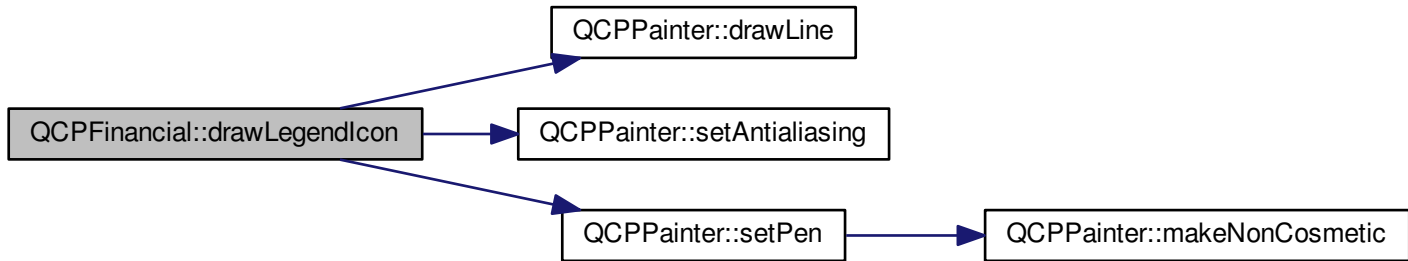 QCPPainter::drawLine
QCPFinancial::drawLegendIcon
QCPPainter::setAntialiasing
QCPPainter::setPen
QCPPainter::makeNonCosmetic